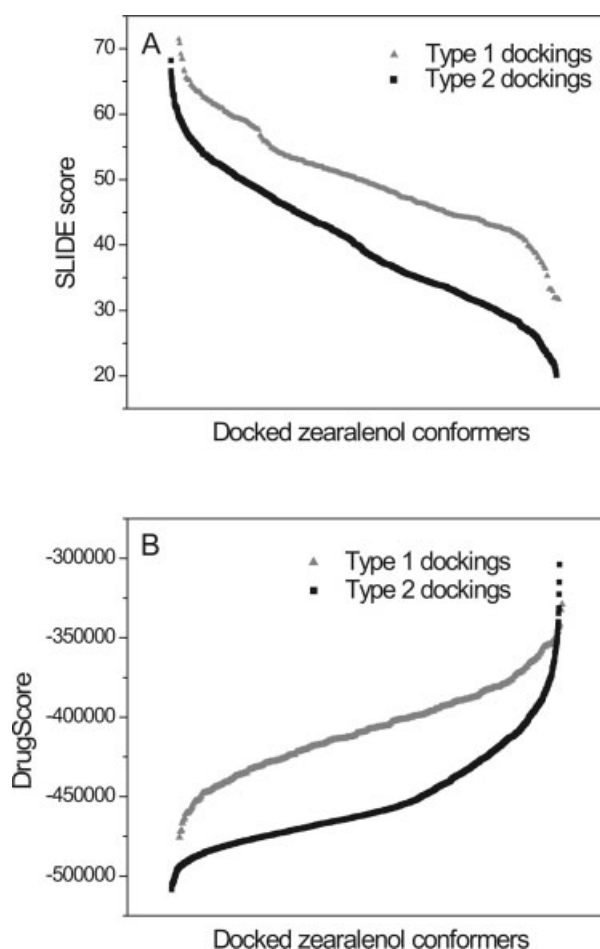 A
Type 1 dockings
Type 2 dockings
SLIDE score
70
60
50
40
30
20
Docked zearalenol conformers
B
Type 1 dockings
Type 2 dockings
DrugScore
-300000
-350000
-400000
-450000
-500000
Docked zearalenol conformers